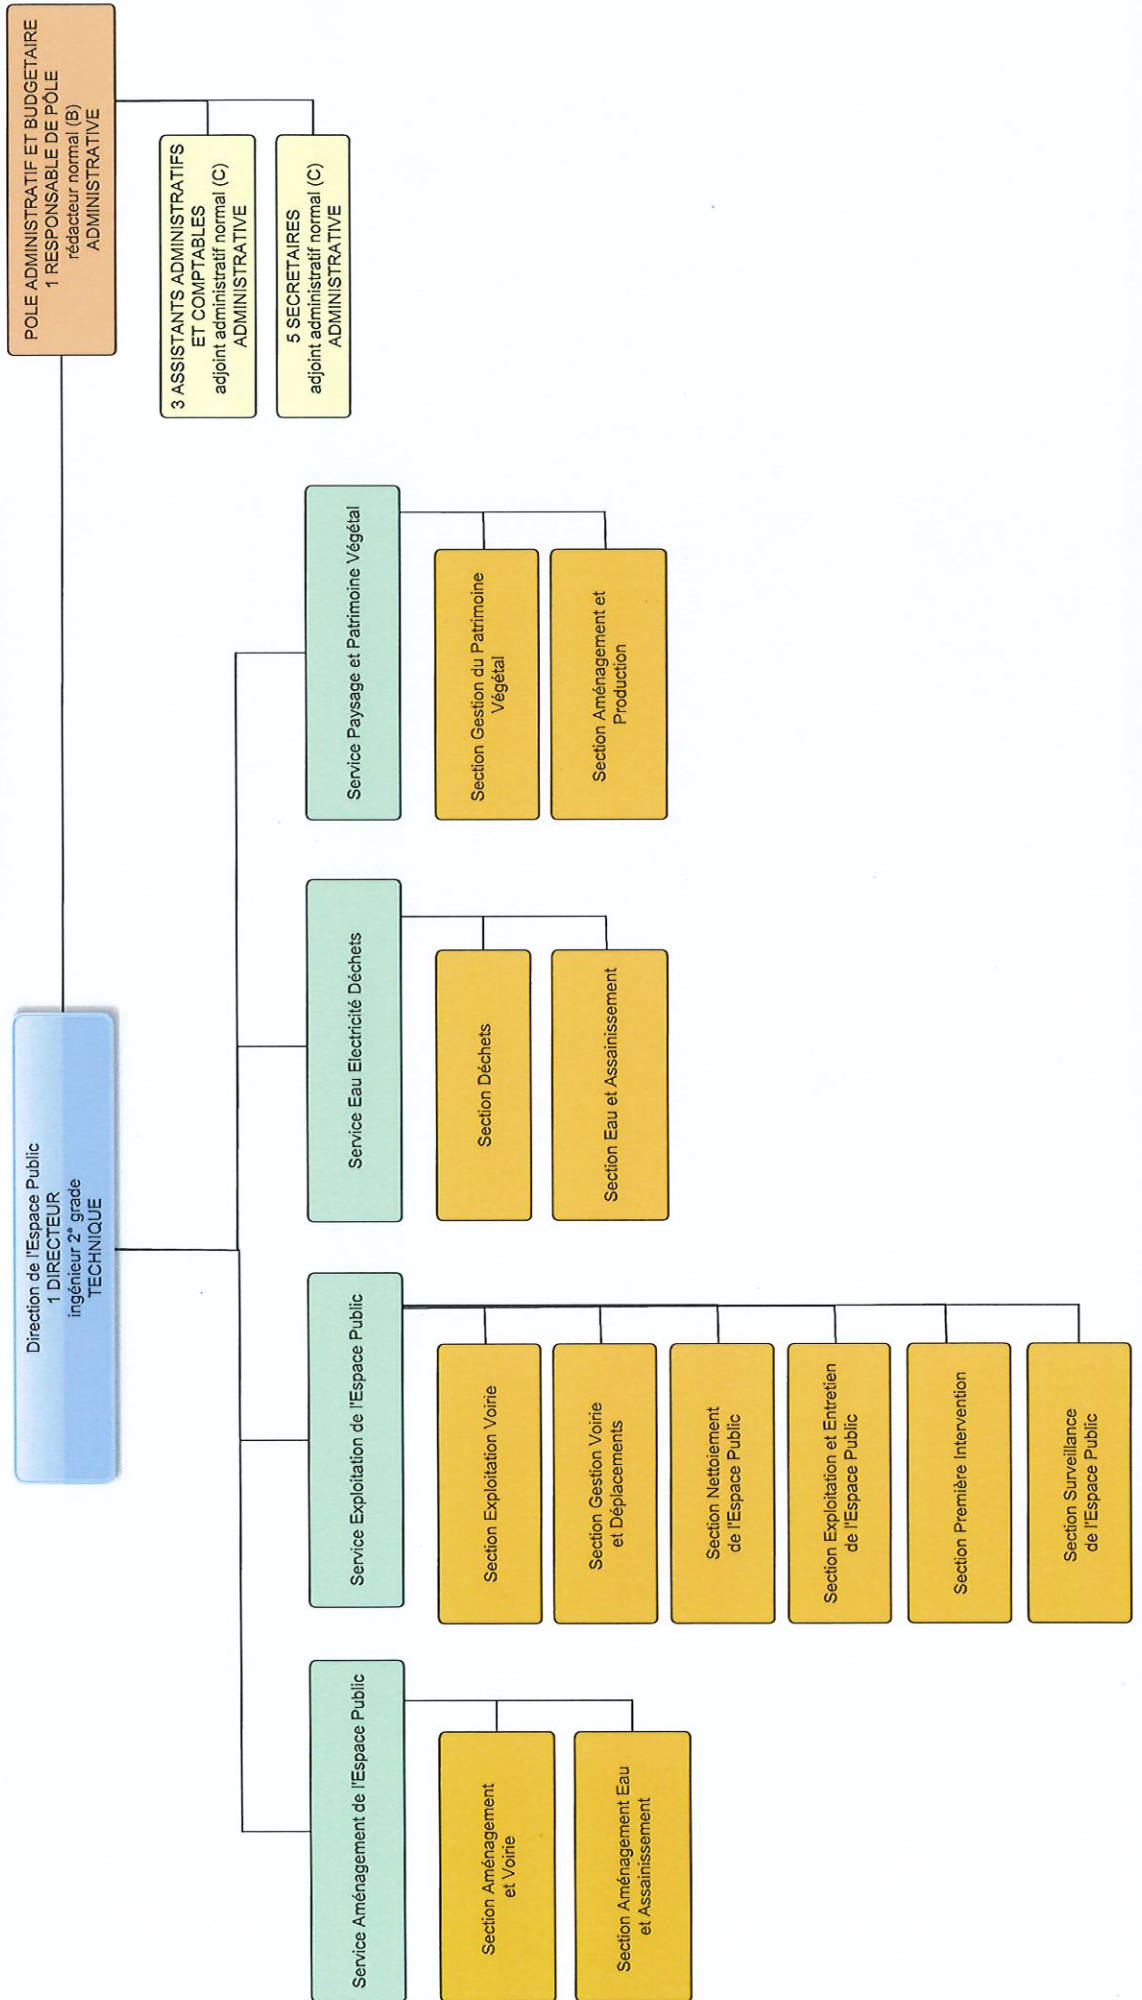 Direction de l'Espace Public
1 DIRECTEUR
ingénieur 2° grade
TECHNIQUE
POLE ADMINISTRATIF ET BUDGETAIRE
1 RESPONSABLE DE PÔLE
rédacteur normal (B)
ADMINISTRATIVE
3 ASSISTANTS ADMINISTRATIFS
ET COMPTABLES
adjoint administratif normal (C)
ADMINISTRATIVE
5 SECRETAIRES
adjoint administratif normal (C)
ADMINISTRATIVE
Service Aménagement de l'Espace Public
Section Aménagement
et Voirie
Section Aménagement Eau
et Assainissement
Service Exploitation de l'Espace Public
Section Exploitation Voirie
Section Gestion Voirie
et Déplacements
Section Nettoiement
de l'Espace Public
Section Exploitation et Entretien
de l'Espace Public
Section Première Intervention
Section Surveillance
de l'Espace Public
Service Eau Electricité Déchets
Section Déchets
Section Eau et Assainissement
Service Paysage et Patrimoine Végétal
Section Gestion du Patrimoine
Végétal
Section Aménagement et
Production